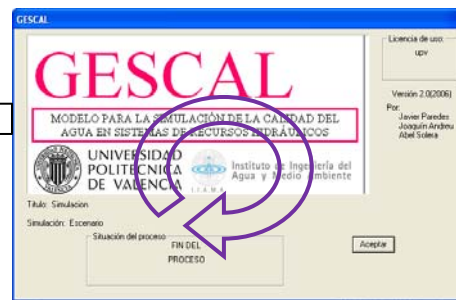 GESCAL
Licencia de uso:
upv
GESCAL
MODELO PARA LA SIMULACIÓN DE LA CALIDAD DEL
AGUA EN SISTEMAS DE RECURSOS HIDRÁULICOS
Versión 2.0(2006)
Por:
Javier Paredes
Joaquín Andreu
Abel Solera
UNIVERSIDAD
POLITECNICA
DE VALENCIA
I I A M A
Instituto de Ingeniería del
Agua y Medio Ambiente
Titulo: Simulacion
Simulación: Escenario
Situación del proceso
FIN DEL
PROCESO
Aceptar